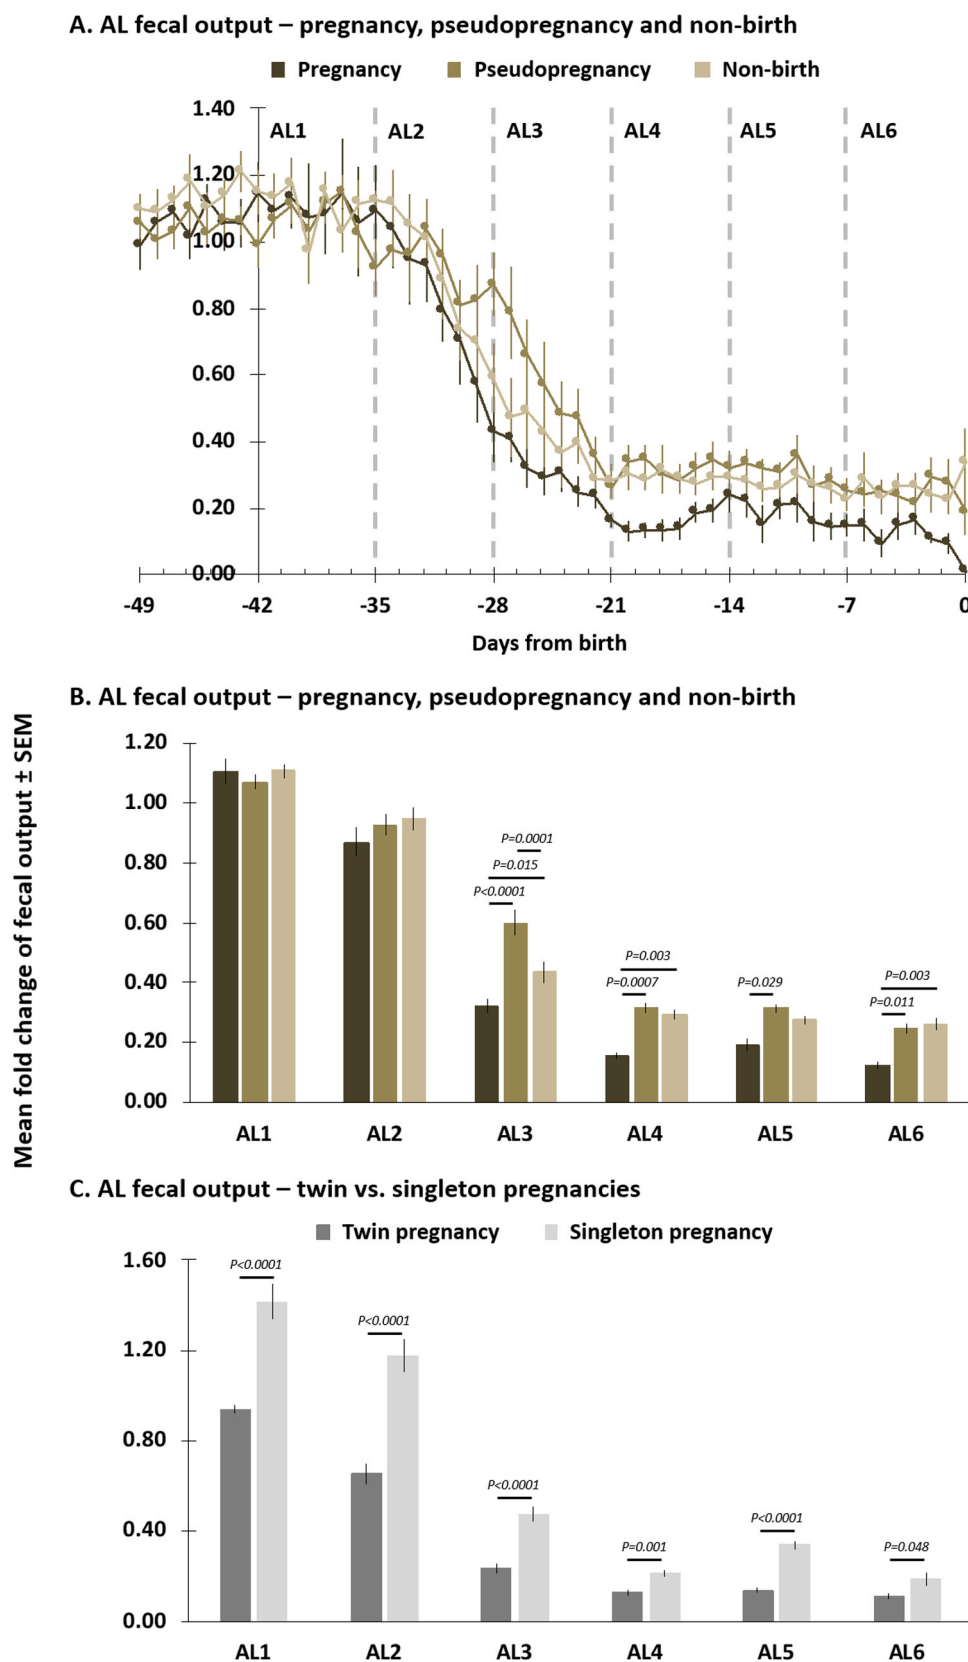 A. AL fecal output – pregnancy, pseudopregnancy and non-birth
Pregnancy Pseudopregnancy Non-birth
1.40
AL1 AL2 AL3 AL4 AL5 AL6
1.20
1.00
0.80
0.60
0.40
0.20
0.00
-49 -42 -35 -28 -21 -14 -7 0
Days from birth
Mean fold change of fecal output ± SEM
B. AL fecal output – pregnancy, pseudopregnancy and non-birth
1.20
1.00
0.80
0.60
0.40
0.20
0.00
P=0.0001
P=0.015
P<0.0001
P=0.003
P=0.0007
P=0.029
P=0.003
P=0.011
AL1 AL2 AL3 AL4 AL5 AL6
C. AL fecal output – twin vs. singleton pregnancies
Twin pregnancy Singleton pregnancy
1.60
1.20
0.80
0.40
0.00
P<0.0001
P<0.0001
P<0.0001
P=0.001
P<0.0001
P=0.048
AL1 AL2 AL3 AL4 AL5 AL6